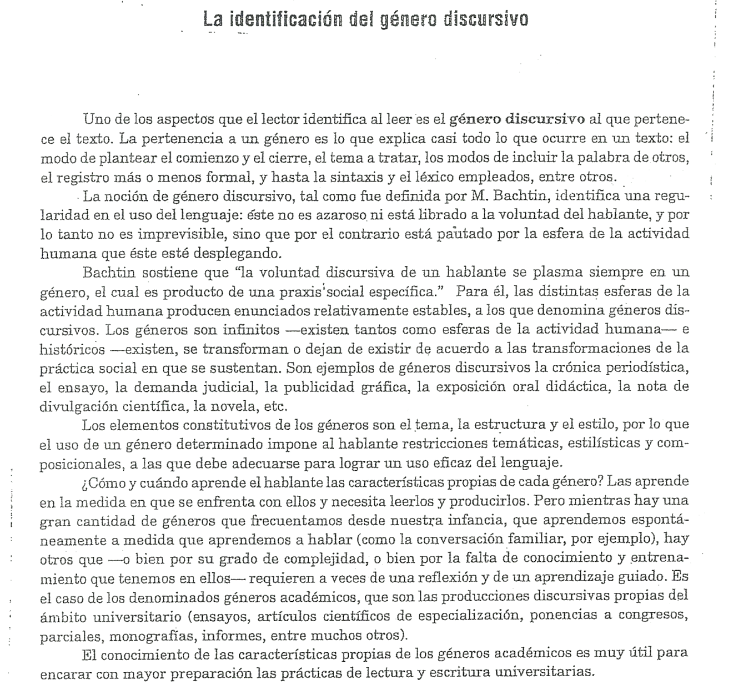 La identificación del género discursivo
Uno de los aspectos que el lector identifica al leer es el género discursivo al que pertene-
ce el texto. La pertenencia a un género es lo que explica casi todo lo que ocurre en un texto: el
modo de plantear el comienzo y el cierre, el tema a tratar, los modos de incluir la palabra de otros,
el registro más o menos formal, y hasta la sintaxis y el léxico empleados, entre otros.
La noción de género discursivo, tal como fue definida por M. Bachtin, identifica una regu-
laridad en el uso del lenguaje: éste no es azaroso ni está librado a la voluntad del hablante, y por
lo tanto no es imprevisible, sino que por el contrario está pautado por la esfera de la actividad
humana que éste esté desplegando.
Bachtin sostiene que "la voluntad discursiva de un hablante se plasma siempre en un
género, el cual es producto de una praxis social específica." Para él, las distintas esferas de la
actividad humana producen enunciados relativamente estables, a los que denomina géneros dis-
cursivos. Los géneros son infinitos —existen tantos como esferas de la actividad humana— e
históricos —existen, se transforman o dejan de existir de acuerdo a las transformaciones de la
práctica social en que se sustentan. Son ejemplos de géneros discursivos la crónica periodística,
el ensayo, la demanda judicial, la publicidad gráfica, la exposición oral didáctica, la nota de
divulgación científica, la novela, etc.
Los elementos constitutivos de los géneros son el tema, la estructura y el estilo, por lo que
el uso de un género determinado impone al hablante restricciones temáticas, estilísticas y com-
posicionales, a las que debe adecuarse para lograr un uso eficaz del lenguaje.
¿Cómo y cuándo aprende el hablante las características propias de cada género? Las aprende
en la medida en que se enfrenta con ellos y necesita leerlos y producirlos. Pero mientras hay una
gran cantidad de géneros que frecuentamos desde nuestra infancia, que aprendemos espontá-
neamente a medida que aprendemos a hablar (como la conversación familiar, por ejemplo), hay
otros que —o bien por su grado de complejidad, o bien por la falta de conocimiento y entrena-
miento que tenemos en ellos— requieren a veces de una reflexión y de un aprendizaje guiado. Es
el caso de los denominados géneros académicos, que son las producciones discursivas propias del
ámbito universitario (ensayos, artículos científicos de especialización, ponencias a congresos,
parciales, monografías, informes, entre muchos otros).
El conocimiento de las características propias de los géneros académicos es muy útil para
encarar con mayor preparación las prácticas de lectura y escritura universitarias.